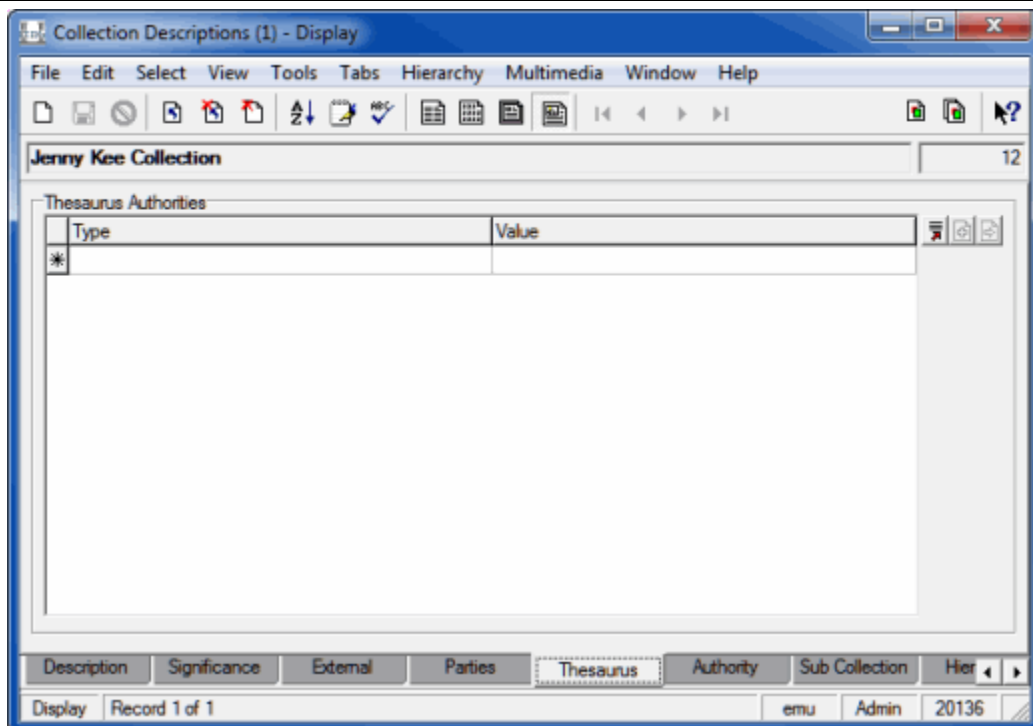 Collection Descriptions (1) - Display
File Edit Select View Tools Tabs Hierarchy Multimedia Window Help
Jenny Kee Collection 12
Thesaurus Authorities
Type Value
Description Significance External Parties Thesaurus Authority Sub Collection Hier
Display Record 1 of 1 emu Admin 20136